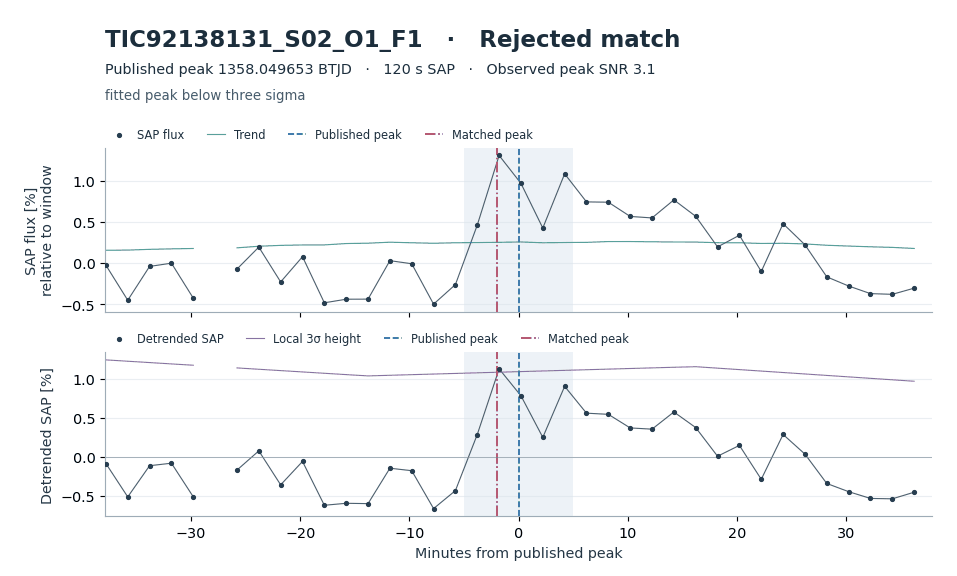 TIC92138131_S02_O1_F1 · Rejected match
Published peak 1358.049653 BTJD · 120 s SAP · Observed peak SNR 3.1
fitted peak below three sigma
SAP flux Trend Published peak Matched peak
SAP flux [%]
relative to window
1.0
0.5
0.0
−0.5
Detrended SAP Local 3σ height Published peak Matched peak
Detrended SAP [%]
1.0
0.5
0.0
−0.5
−30 −20 −10 0 10 20 30
Minutes from published peak